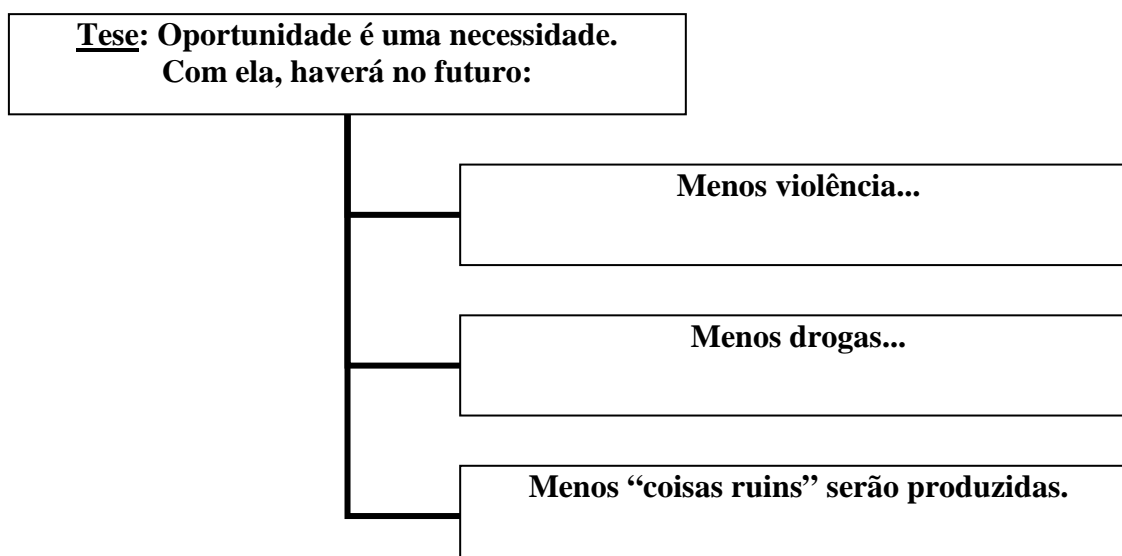 Tese: Oportunidade é uma necessidade.
Com ela, haverá no futuro:
Menos violência...
Menos drogas...
Menos “coisas ruins” serão produzidas.